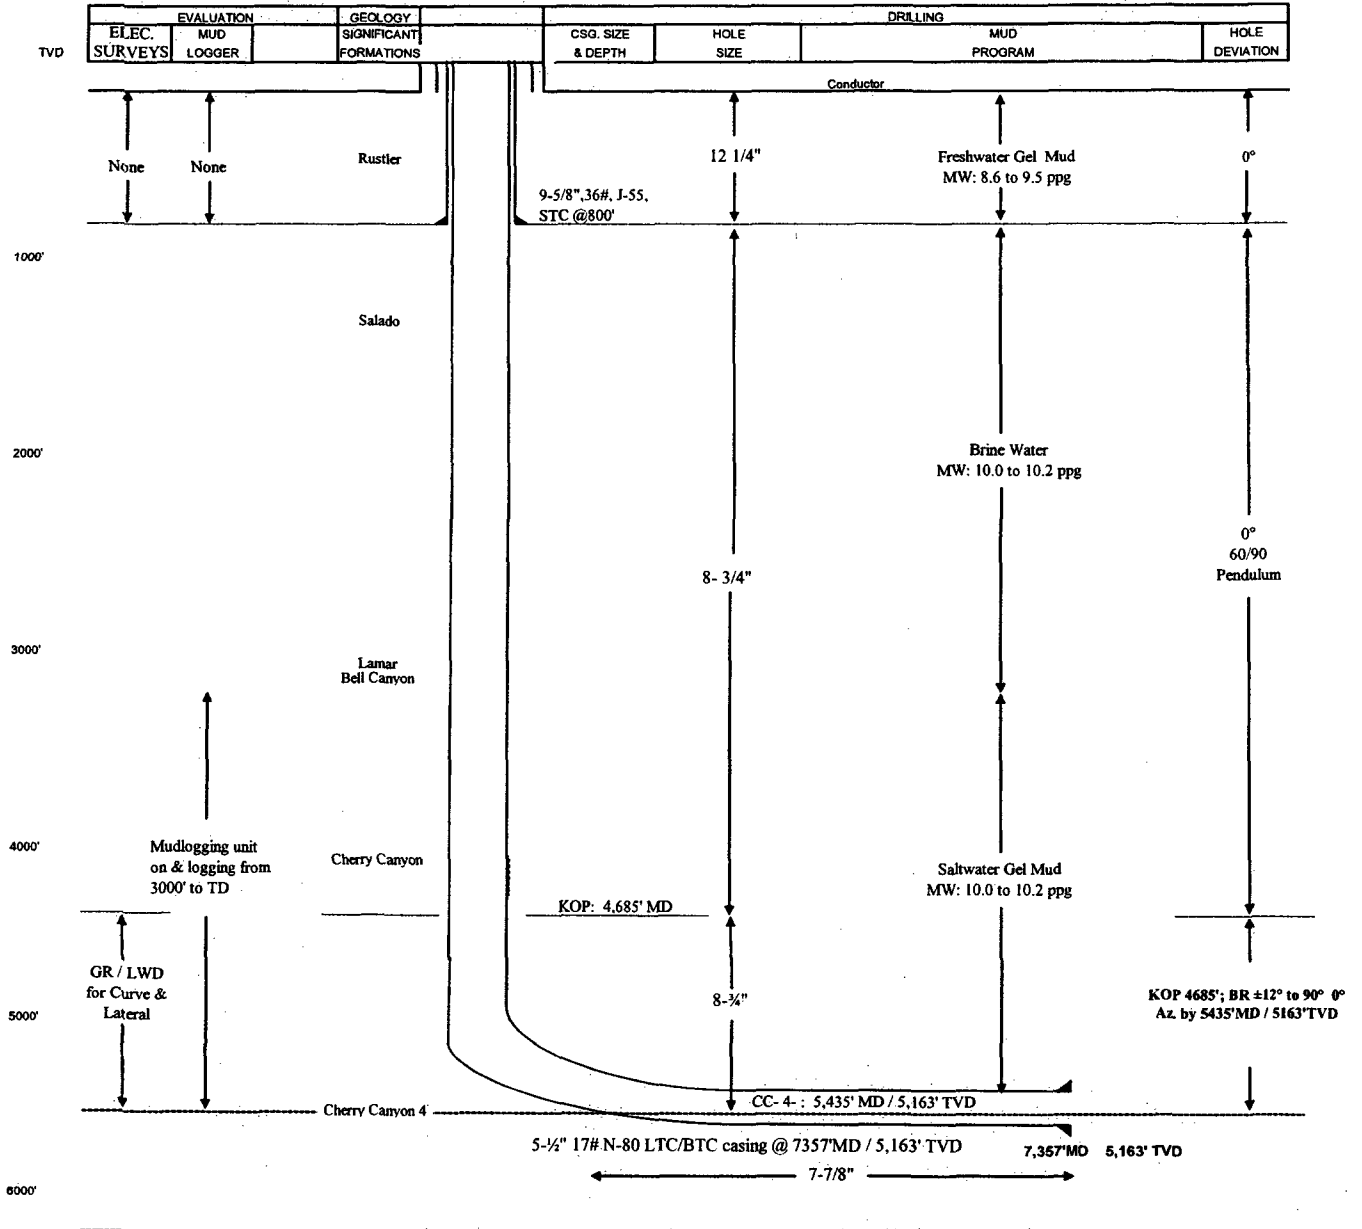 EVALUATION GEOLOGY DRILLING
TVD
ELEC. SURVEYS
MUD LOGGER
SIGNIFICANT FORMATIONS
CSG. SIZE & DEPTH
HOLE SIZE
MUD PROGRAM
HOLE DEVIATION
Conductor
None
None
Rustler
12 1/4"
Freshwater Gel Mud
MW: 8.6 to 9.5 ppg
0°
9-5/8",36#, J-55,
STC @800'
1000'
Salado
2000'
Brine Water
MW: 10.0 to 10.2 ppg
0°
60/90
Pendulum
8- 3/4"
3000'
Lamar
Bell Canyon
4000'
Mudlogging unit
on & logging from
3000' to TD
Cherry Canyon
Saltwater Gel Mud
MW: 10.0 to 10.2 ppg
KOP: 4,685' MD
GR / LWD
for Curve &
Lateral
8-¾"
KOP 4685'; BR ±12° to 90° 0°
Az. by 5435'MD / 5163'TVD
5000'
CC- 4- : 5,435' MD / 5,163' TVD
Cherry Canyon 4
5-½" 17# N-80 LTC/BTC casing @ 7357'MD / 5,163' TVD
7,357'MD 5,163' TVD
7-7/8"
6000'